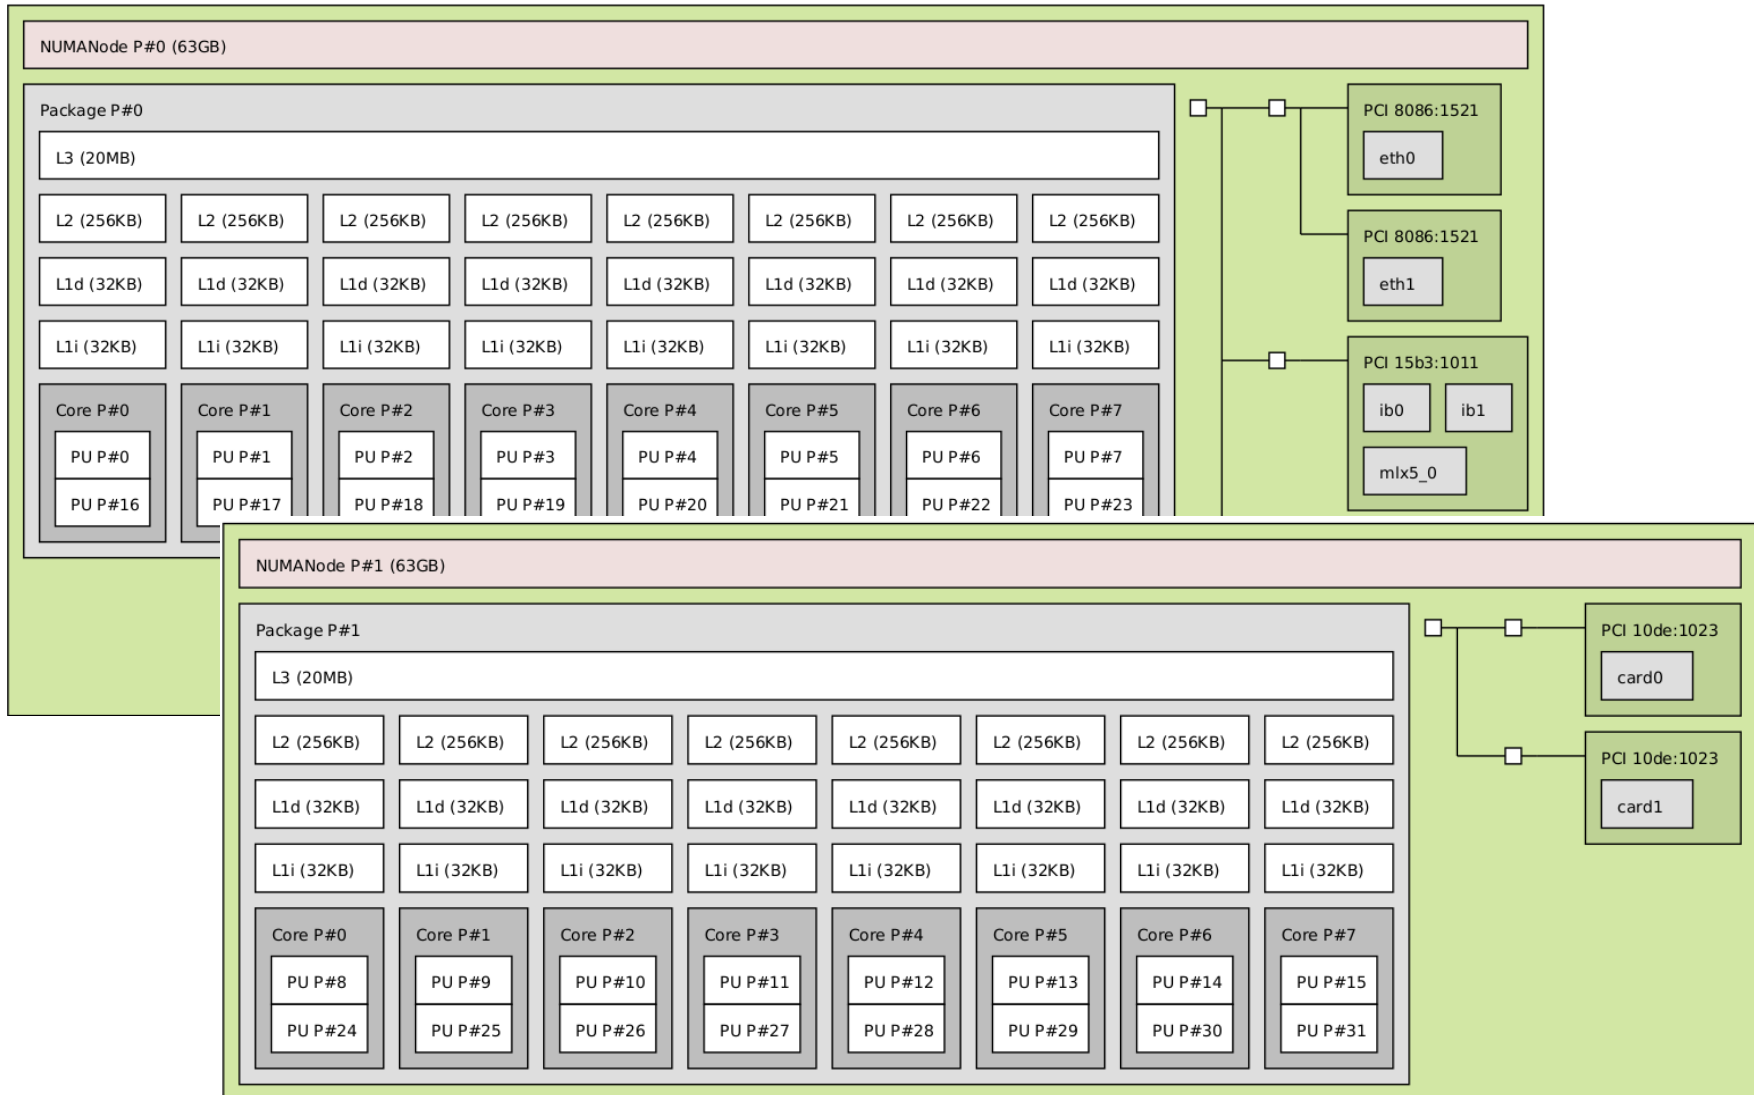 NUMANode P#0 (63GB)
Package P#0
L3 (20MB)
L2 (256KB) L2 (256KB) L2 (256KB) L2 (256KB) L2 (256KB) L2 (256KB) L2 (256KB) L2 (256KB)
L1d (32KB) L1d (32KB) L1d (32KB) L1d (32KB) L1d (32KB) L1d (32KB) L1d (32KB) L1d (32KB)
L1i (32KB) L1i (32KB) L1i (32KB) L1i (32KB) L1i (32KB) L1i (32KB) L1i (32KB) L1i (32KB)
Core P#0 Core P#1 Core P#2 Core P#3 Core P#4 Core P#5 Core P#6 Core P#7
PU P#0 PU P#1 PU P#2 PU P#3 PU P#4 PU P#5 PU P#6 PU P#7
PU P#16 PU P#17 PU P#18 PU P#19 PU P#20 PU P#21 PU P#22 PU P#23
PCI 8086:1521
eth0
PCI 8086:1521
eth1
PCI 15b3:1011
ib0 ib1
mlx5_0
NUMANode P#1 (63GB)
Package P#1
L3 (20MB)
L2 (256KB) L2 (256KB) L2 (256KB) L2 (256KB) L2 (256KB) L2 (256KB) L2 (256KB) L2 (256KB)
L1d (32KB) L1d (32KB) L1d (32KB) L1d (32KB) L1d (32KB) L1d (32KB) L1d (32KB) L1d (32KB)
L1i (32KB) L1i (32KB) L1i (32KB) L1i (32KB) L1i (32KB) L1i (32KB) L1i (32KB) L1i (32KB)
Core P#0 Core P#1 Core P#2 Core P#3 Core P#4 Core P#5 Core P#6 Core P#7
PU P#8 PU P#9 PU P#10 PU P#11 PU P#12 PU P#13 PU P#14 PU P#15
PU P#24 PU P#25 PU P#26 PU P#27 PU P#28 PU P#29 PU P#30 PU P#31
PCI 10de:1023
card0
PCI 10de:1023
card1